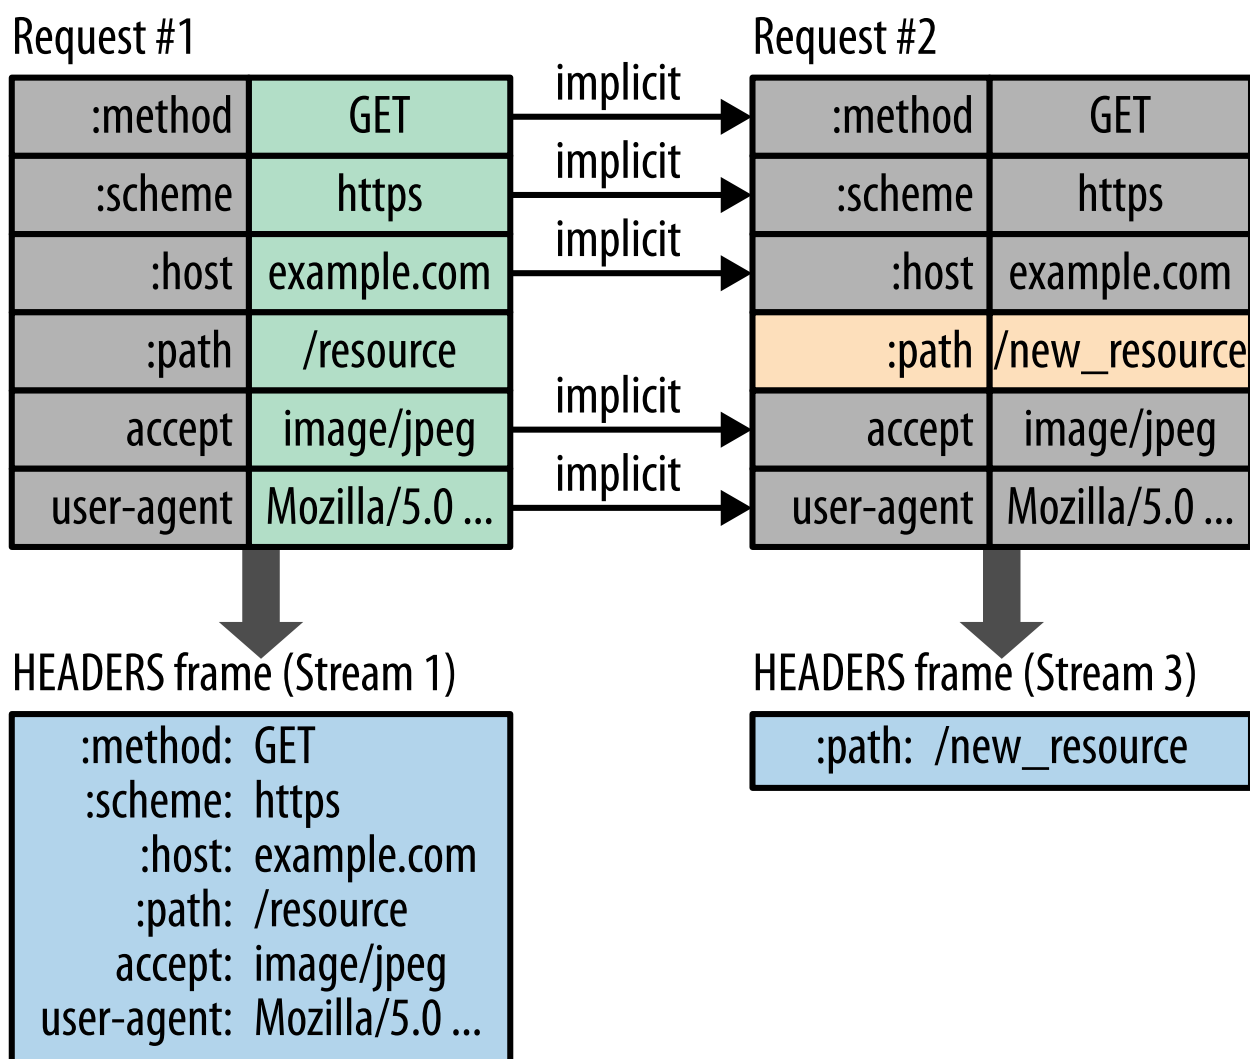 Request #1
:method GET
:scheme https
:host example.com
:path /resource
accept image/jpeg
user-agent Mozilla/5.0 ...
implicit
implicit
implicit
implicit
implicit
Request #2
:method GET
:scheme https
:host example.com
:path /new_resource
accept image/jpeg
user-agent Mozilla/5.0 ...
HEADERS frame (Stream 1)
:method: GET
:scheme: https
:host: example.com
:path: /resource
accept: image/jpeg
user-agent: Mozilla/5.0 ...
HEADERS frame (Stream 3)
:path: /new_resource